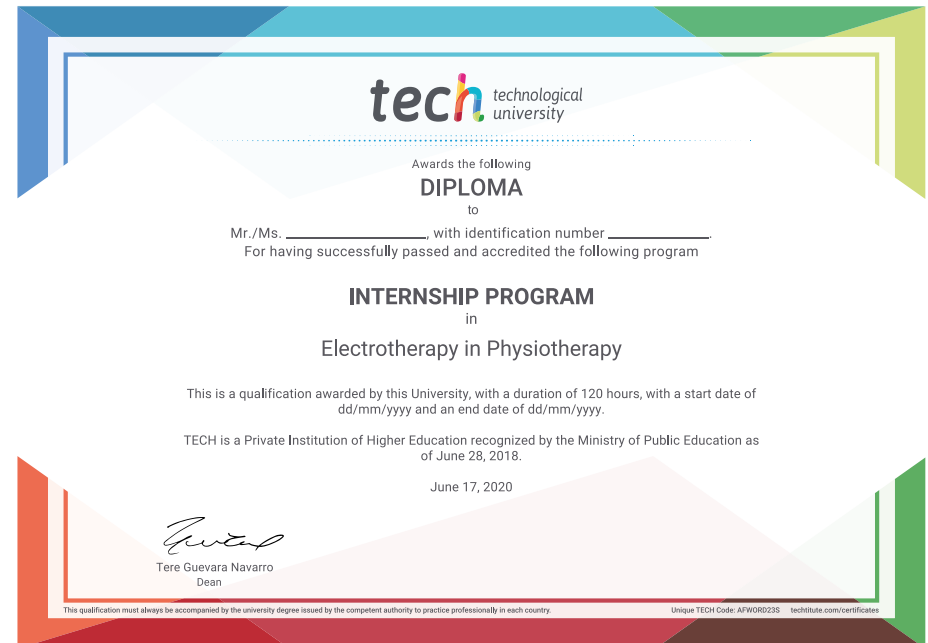 tech technological
university
Awards the following
DIPLOMA
to
Mr./Ms. ____________________, with identification number ______________.
For having successfully passed and accredited the following program
INTERNSHIP PROGRAM
in
Electrotherapy in Physiotherapy
This is a qualification awarded by this University, with a duration of 120 hours, with a start date of
dd/mm/yyyy and an end date of dd/mm/yyyy.
TECH is a Private Institution of Higher Education recognized by the Ministry of Public Education as
of June 28, 2018.
June 17, 2020
Tere Guevara Navarro
Dean
This qualification must always be accompanied by the university degree issued by the competent authority to practice professionally in each country.
Unique TECH Code: AFWORD23S techtitute.com/certificates